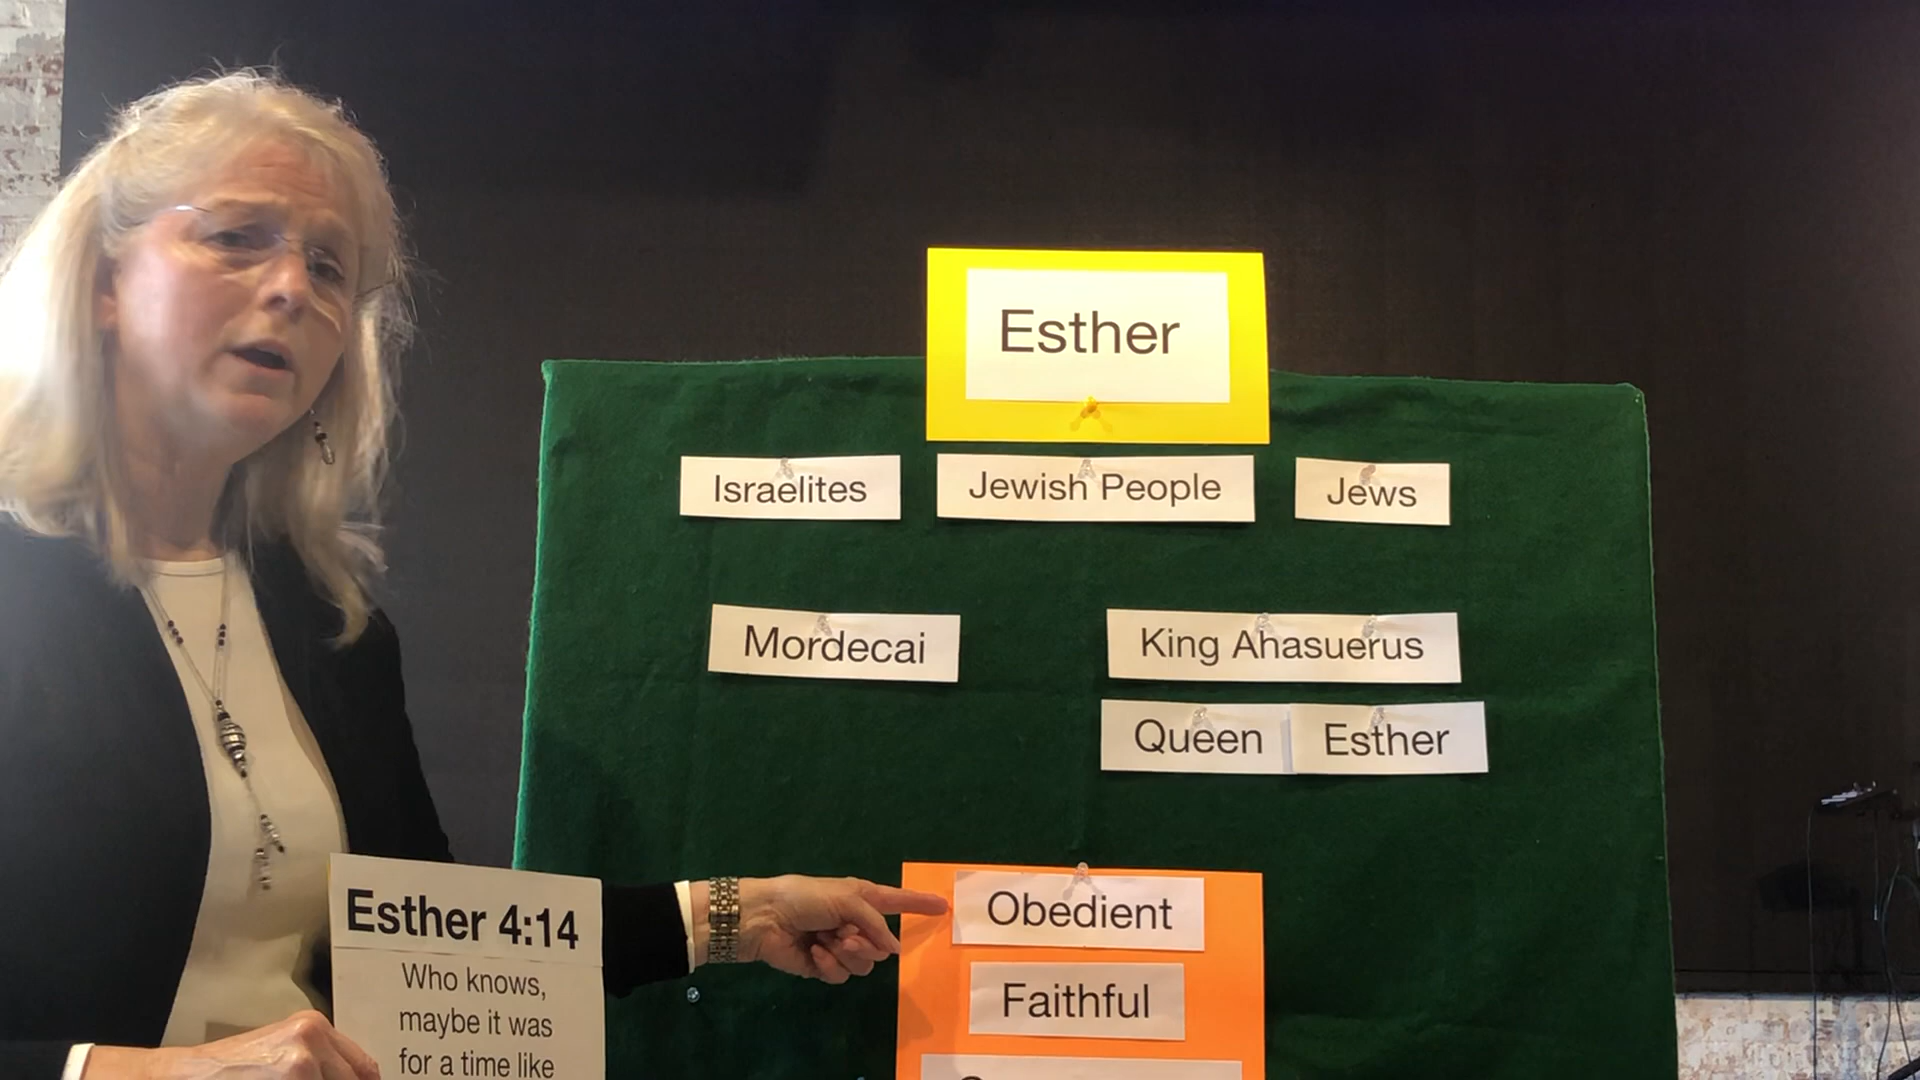 Esther
Israelites
Jewish People
Jews
Mordecai
King Ahasuerus
Queen
Esther
Obedient
Faithful
Esther 4:14
Who knows,
maybe it was
for a time like